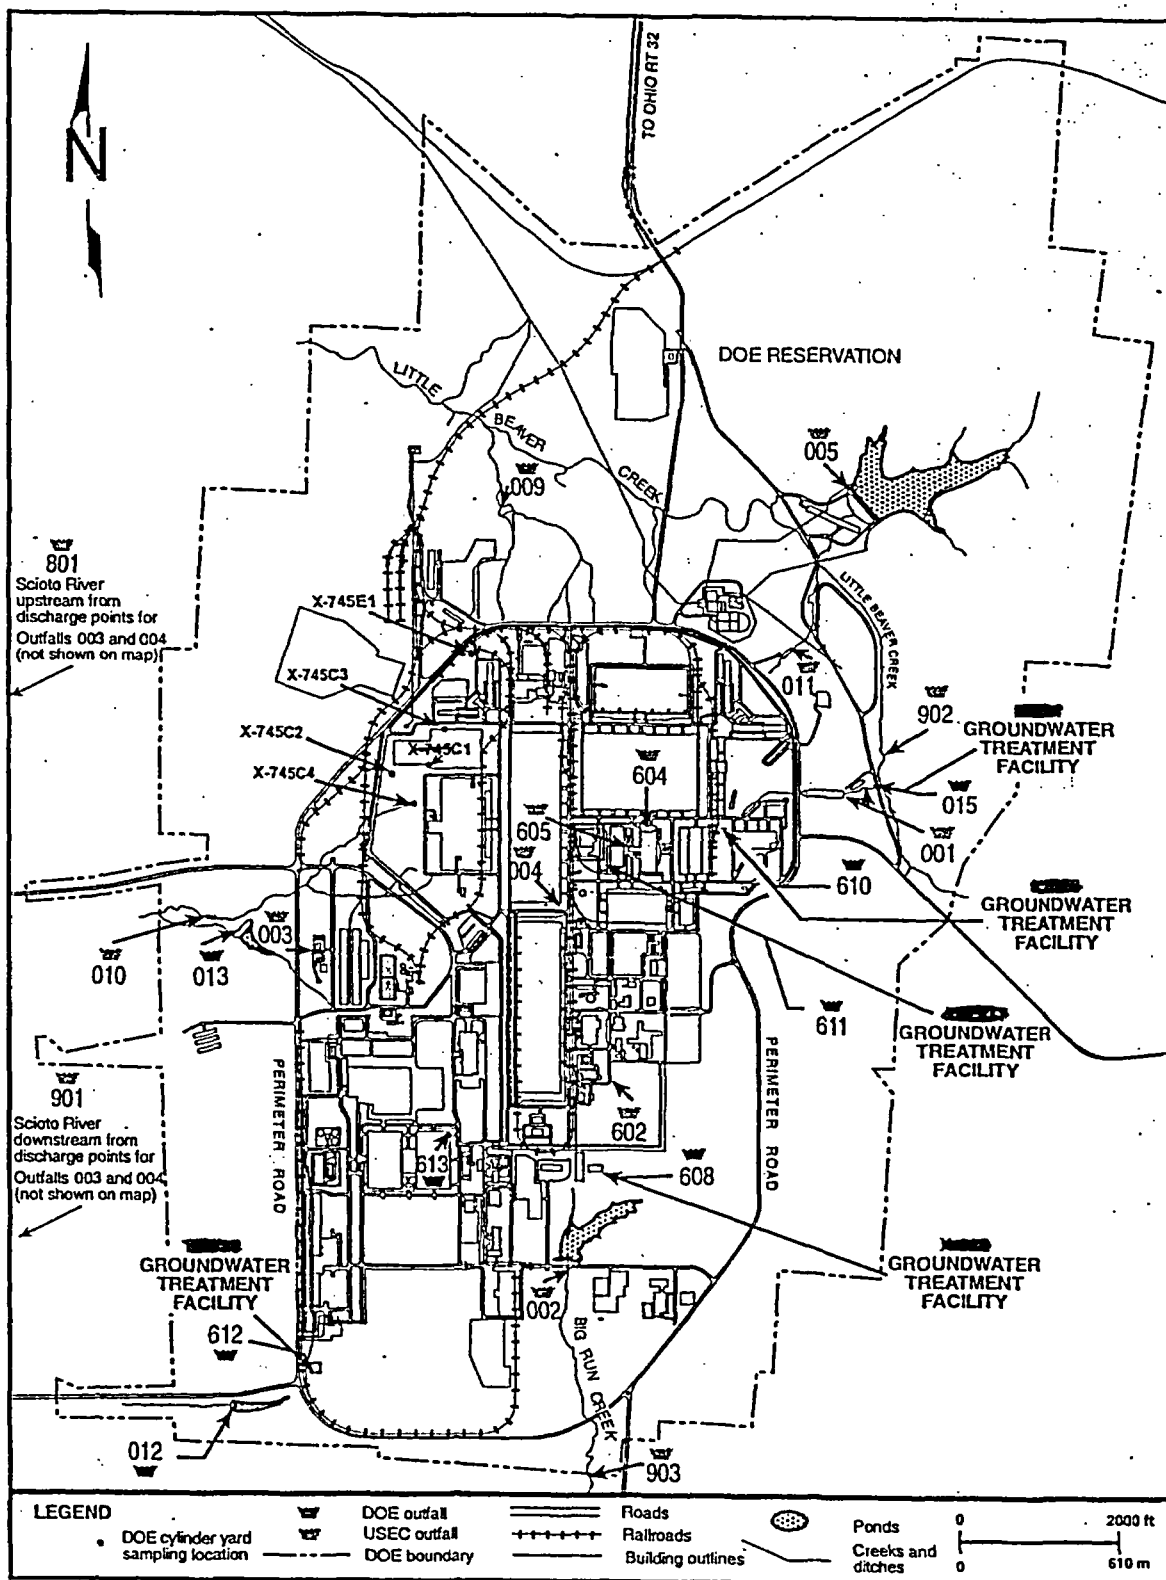 TO OHIO RT 32
N
DOE RESERVATION
LITTLE
BEAVER
CREEK
005
009
801
Scioto River
upstream from
discharge points for
Outfalls 003 and 004
(not shown on map)
X-745E1
LITTLE BEAVER CREEK
X-745C3
011
902
GROUNDWATER
TREATMENT
FACILITY
X-745C2
X-745C1
X-745C4
604
015
605
001
004
610
GROUNDWATER
TREATMENT
FACILITY
003
010
013
611
GROUNDWATER
TREATMENT
FACILITY
901
Scioto River
downstream from
discharge points for
Outfalls 003 and 004
(not shown on map)
PERIMETER ROAD
PERIMETER ROAD
602
613
608
GROUNDWATER
TREATMENT
FACILITY
GROUNDWATER
TREATMENT
FACILITY
002
612
BIG RUN CREEK
012
903
LEGEND
DOE cylinder yard
sampling location
DOE outfall
USEC outfall
DOE boundary
Roads
Railroads
Building outlines
Ponds
Creeks and
ditches
0 2000 ft
0 610 m